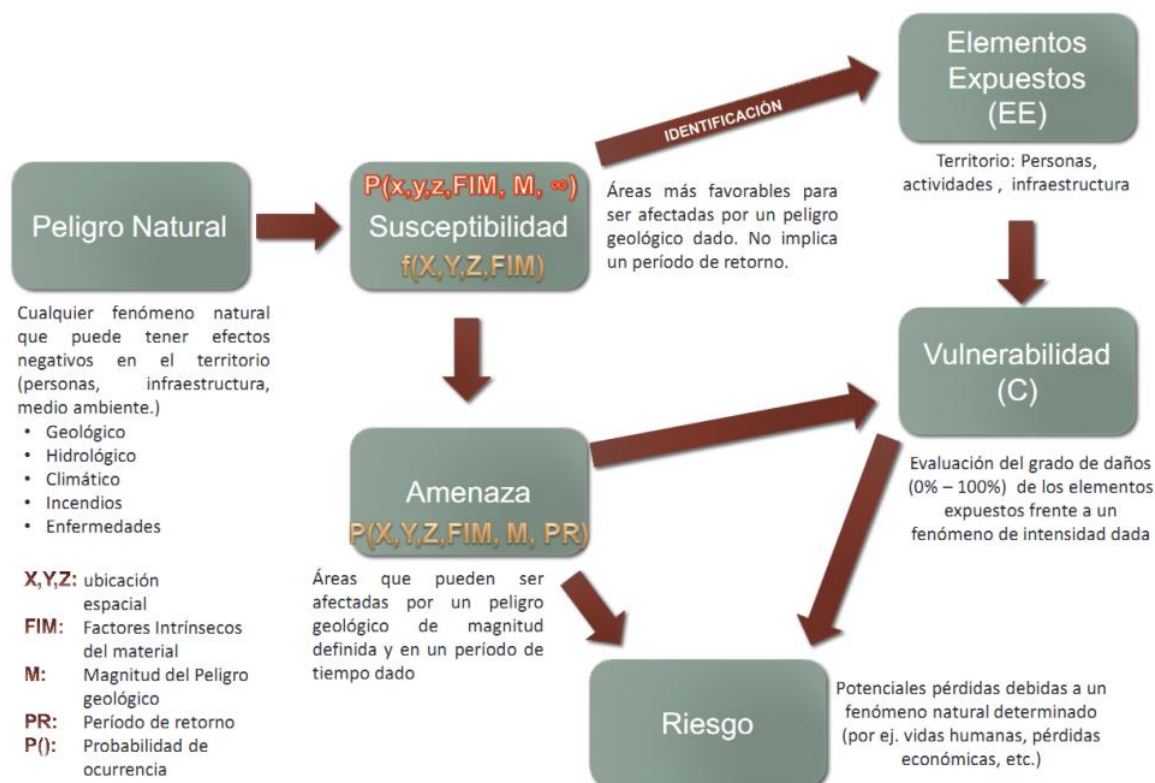 Elementos
Expuestos
(EE)
IDENTIFICACIÓN
Territorio: Personas,
actividades , infraestructura
Peligro Natural
P(x,y,z,FIM, M, ∞)
Susceptibilidad
f(X,Y,Z,FIM)
Áreas más favorables para
ser afectadas por un peligro
geológico dado. No implica
un período de retorno.
Cualquier fenómeno natural
que puede tener efectos
negativos en el territorio
(personas, infraestructura,
medio ambiente.)
• Geológico
• Hidrológico
• Climático
• Incendios
• Enfermedades
Vulnerabilidad
(C)
Amenaza
P(X,Y,Z,FIM, M, PR)
Evaluación del grado de daños
(0% – 100%) de los elementos
expuestos frente a un
fenómeno de intensidad dada
X,Y,Z: ubicación
espacial
FIM: Factores Intrínsecos
del material
M: Magnitud del Peligro
geológico
PR: Período de retorno
P(): Probabilidad de
ocurrencia
Áreas que pueden ser
afectadas por un peligro
geológico de magnitud
definida y en un período de
tiempo dado
Riesgo
Potenciales pérdidas debidas a un
fenómeno natural determinado
(por ej. vidas humanas, pérdidas
económicas, etc.)